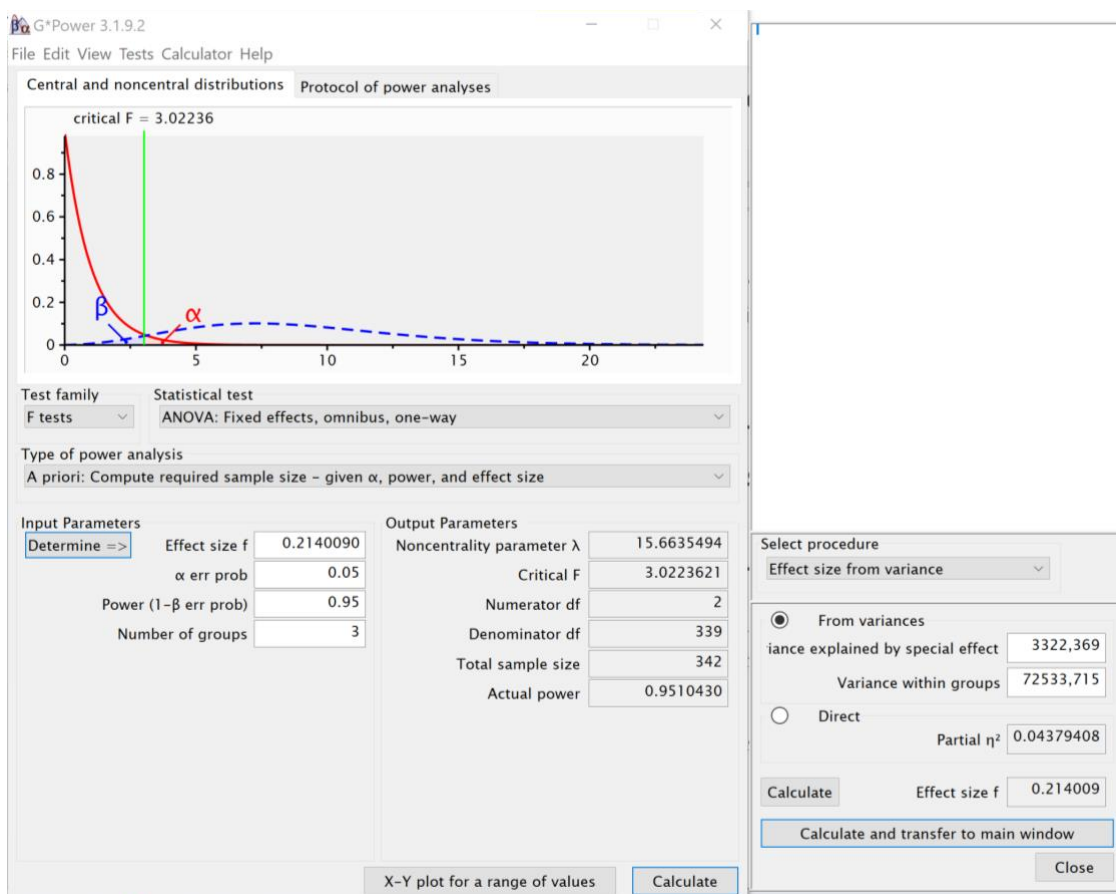 G*Power 3.1.9.2
File Edit View Tests Calculator Help
Central and noncentral distributions Protocol of power analyses
critical F = 3.02236
0.8
0.6
0.4
0.2
0
β
α
0 5 10 15 20
Test family Statistical test
F tests ANOVA: Fixed effects, omnibus, one-way
Type of power analysis
A priori: Compute required sample size - given α, power, and effect size
Input Parameters
Determine => Effect size f 0.2140090
α err prob 0.05
Power (1-β err prob) 0.95
Number of groups 3
Output Parameters
Noncentrality parameter λ 15.6635494
Critical F 3.0223621
Numerator df 2
Denominator df 339
Total sample size 342
Actual power 0.9510430
X-Y plot for a range of values Calculate
Select procedure
Effect size from variance
From variances
iance explained by special effect 3322,369
Variance within groups 72533,715
Direct
Partial η² 0.04379408
Calculate Effect size f 0.214009
Calculate and transfer to main window
Close